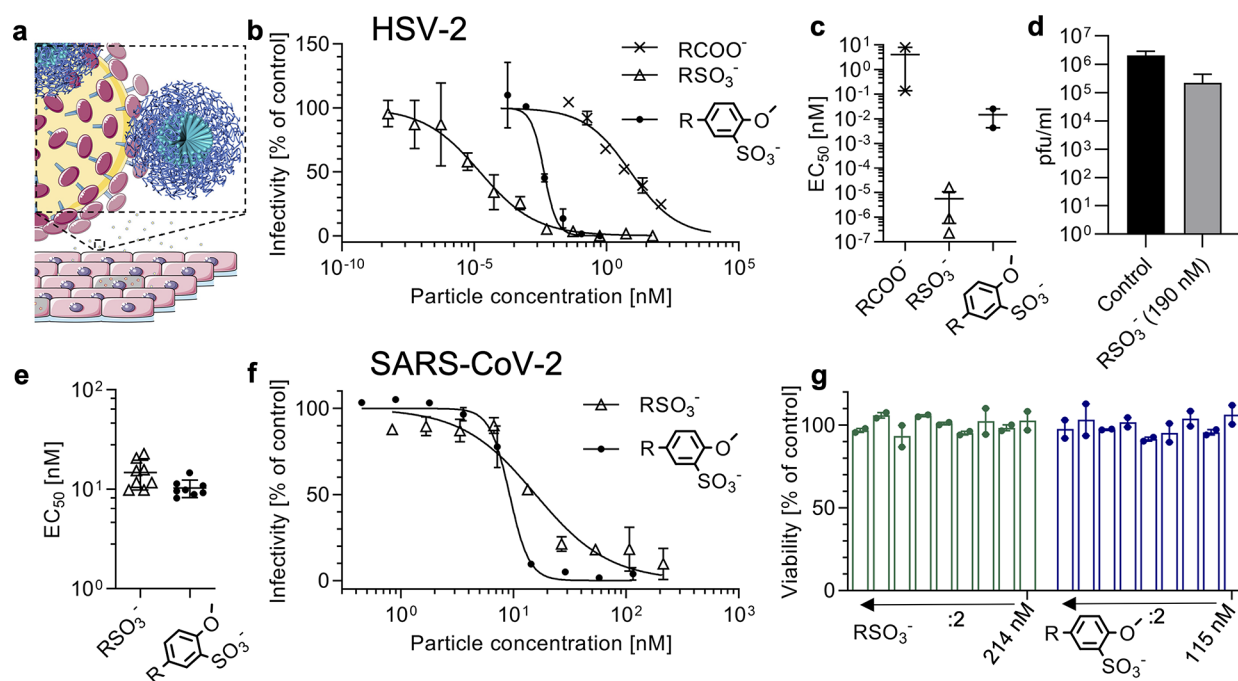 a
b
HSV-2
Infectivity [% of control]
150
100
50
0
10⁻¹⁰
10⁻⁵
10⁰
10⁵
Particle concentration [nM]
RCOO⁻
RSO₃⁻
R
O
SO₃⁻
c
EC₅₀ [nM]
10¹
10⁰
10⁻¹
10⁻²
10⁻³
10⁻⁴
10⁻⁵
10⁻⁶
10⁻⁷
RCOO⁻
RSO₃⁻
R
O
SO₃⁻
d
pfu/ml
10⁷
10⁶
10⁵
10⁴
10³
10²
10¹
10⁰
Control
RSO₃⁻ (190 nM)
e
EC₅₀ [nM]
10²
10¹
10⁰
RSO₃⁻
R
O
SO₃⁻
f
SARS-CoV-2
Infectivity [% of control]
100
50
0
10⁰
10¹
10²
10³
Particle concentration [nM]
RSO₃⁻
R
O
SO₃⁻
g
Viability [% of control]
100
50
0
RSO₃⁻
:2
214 nM
R
O
SO₃⁻
:2
115 nM